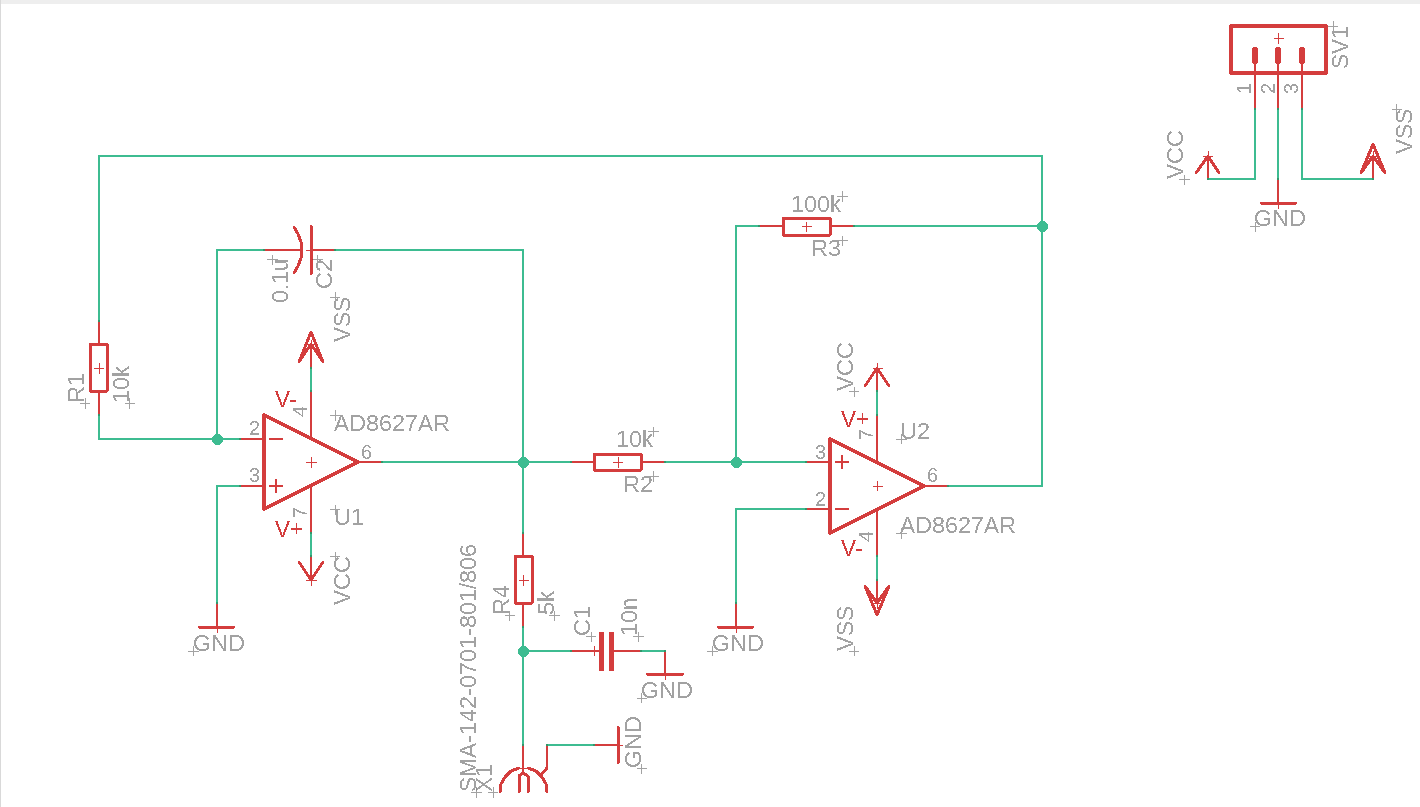 SV1
1
2
3
VCC
VSS
GND
100k
R3
0.1u
C2
VSS
R1
10k
V-
4
AD8627AR
2
3
6
7
V+
U1
VCC
GND
10k
R2
VCC
V+
7
U2
3
2
6
4
V-
AD8627AR
VSS
GND
R4
5k
C1
10n
GND
SMA-142-0701-801/806
X1
GND